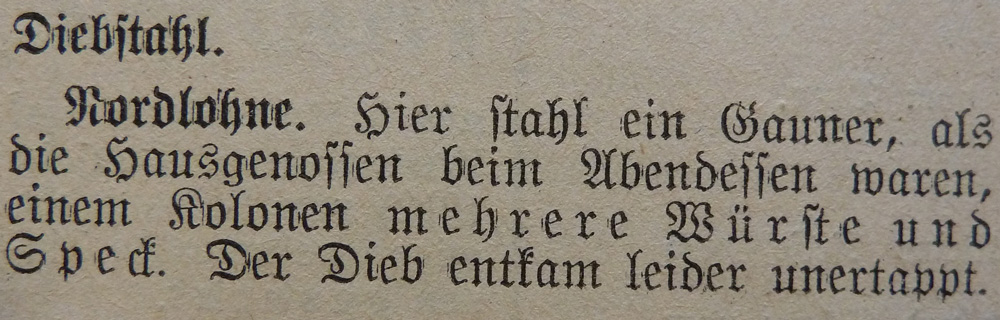 Diebstahl.
Nordlohne. Hier stahl ein Gauner, als
die Hausgenossen beim Abendessen waren,
einem Kolonen mehrere Würste und
Speck. Der Dieb entkam leider unertappt.